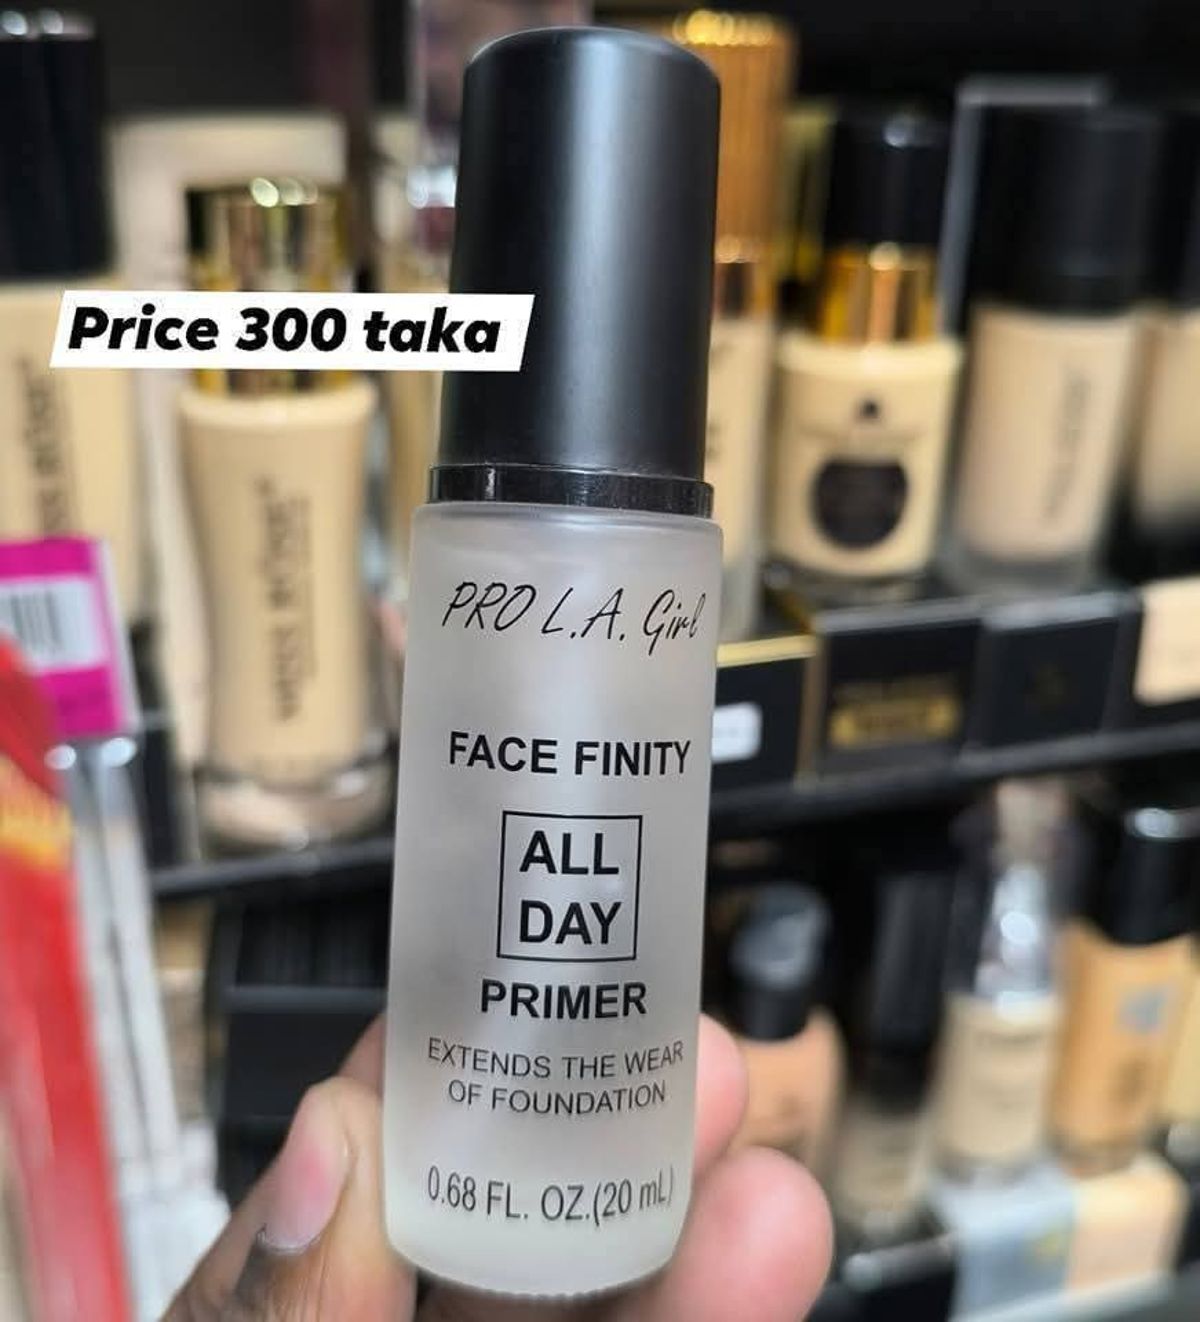 Price 300 taka
PRO L.A. Girl
FACE FINITY
ALL
DAY
PRIMER
EXTENDS THE WEAR
OF FOUNDATION
0.68 FL. OZ.(20 mL)